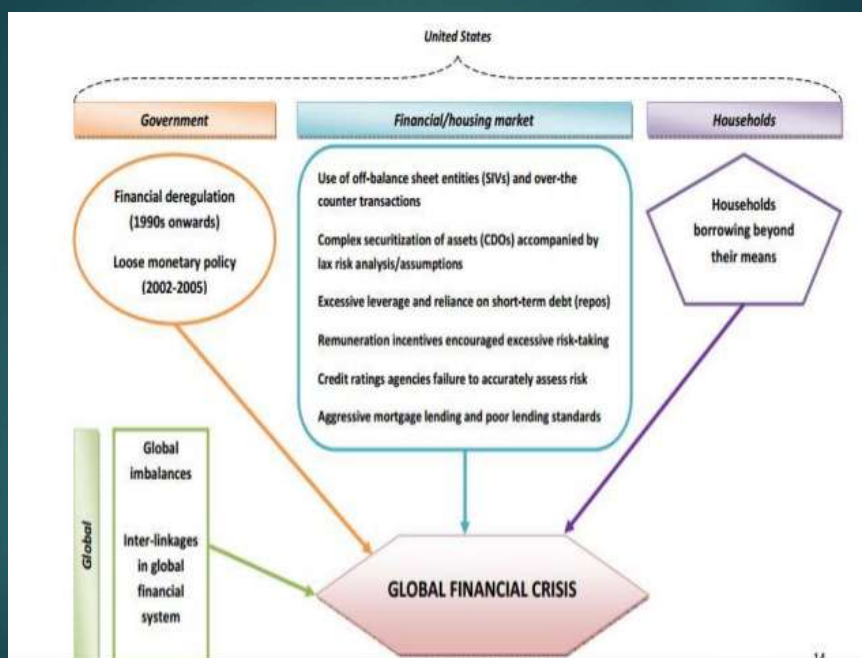 United States
Government
Financial/housing market
Households
Financial deregulation
(1990s onwards)
Loose monetary policy
(2002-2005)
Use of off-balance sheet entities (SIVs) and over-the
counter transactions
Complex securitization of assets (CDOs) accompanied by
lax risk analysis/assumptions
Excessive leverage and reliance on short-term debt (repos)
Remuneration incentives encouraged excessive risk-taking
Credit ratings agencies failure to accurately assess risk
Aggressive mortgage lending and poor lending standards
Households
borrowing beyond
their means
Global
Global
imbalances
Inter-linkages
in global
financial
system
GLOBAL FINANCIAL CRISIS